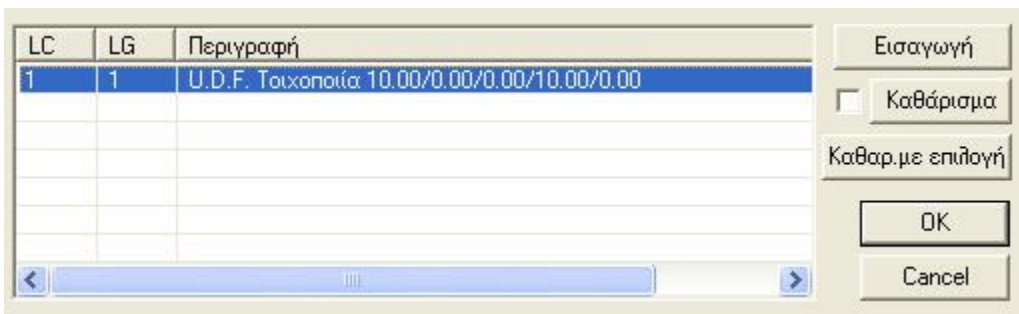 LC LG Περιγραφή
1 1 U.D.F. Τοιχοποιία 10.00/0.00/0.00/10.00/0.00
Εισαγωγή
Καθάρισμα
Καθαρ.με επιλογή
OK
Cancel